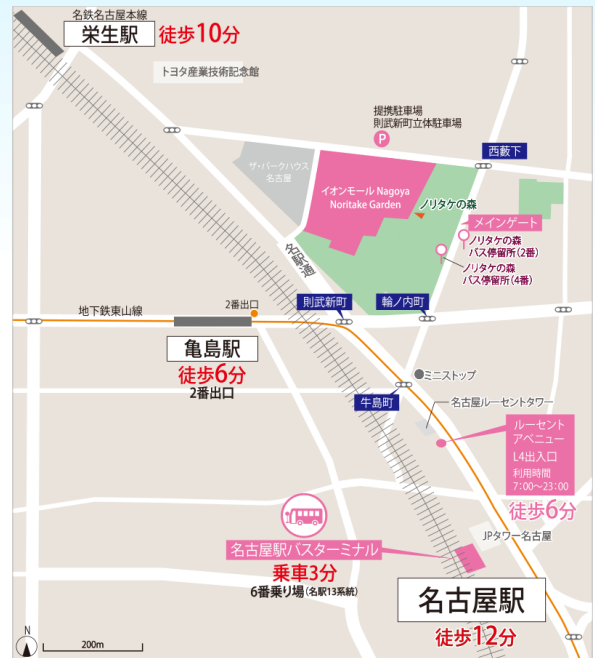 名鉄名古屋本線
栄生駅 徒歩10分
トヨタ産業技術記念館
提携駐車場
則武新町立体駐車場
P
西藪下
ザ・パークハウス
名古屋
イオンモール Nagoya
Noritake Garden
ノリタケの森
メインゲート
ノリタケの森
バス停留所(2番)
ノリタケの森
バス停留所(4番)
名駅通
地下鉄東山線
2番出口
則武新町
輪ノ内町
亀島駅
徒歩6分
2番出口
ミニストップ
牛島町
名古屋ルーセントタワー
ルーセント
アベニュー
L4出入口
利用時間
7:00〜23:00
徒歩6分
JPタワー名古屋
名古屋駅バスターミナル
乗車3分
6番乗り場(名駅13系統)
名古屋駅
徒歩12分
N
200m